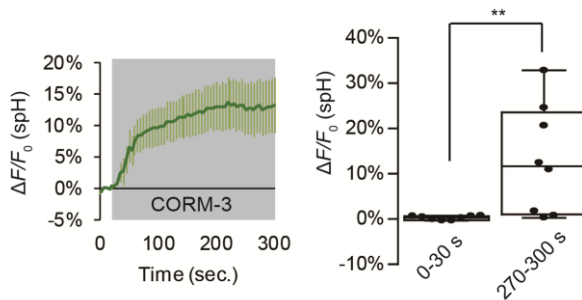 ΔF/F0 (spH)
20%
15%
10%
5%
0%
-5%
CORM-3
0
100
200
300
Time (sec.)
**
ΔF/F0 (spH)
40%
30%
20%
10%
0%
-10%
0-30 s
270-300 s